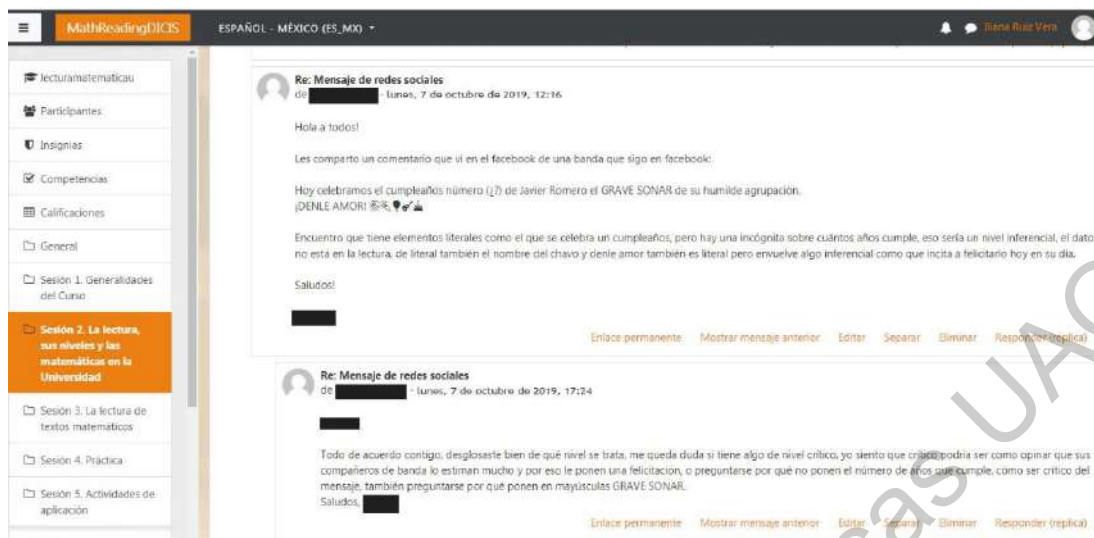 MathReadingDICIS
ESPAÑOL - MÉXICO (ES_MX)
Iliana Ruiz Vera
lecturamatematicau
Participantes
Insignias
Competencias
Calificaciones
General
Sesión 1. Generalidades
del Curso
Sesión 2. La lectura,
sus niveles y las
matemáticas en la
Universidad
Sesión 3. La lectura de
textos matemáticos
Sesión 4. Práctica
Sesión 5. Actividades de
aplicación
Re: Mensaje de redes sociales
de - lunes, 7 de octubre de 2019, 12:16
Hola a todos!
Les comparto un comentario que vi en el facebook de una banda que sigo en facebook:
Hoy celebramos el cumpleaños número (¿?) de Javier Romero el GRAVE SONAR de su humilde agrupación.
¡DENLE AMOR!
Encuentro que tiene elementos literales como el que se celebra un cumpleaños, pero hay una incógnita sobre cuántos años cumple, eso sería un nivel inferencial, el dato
no está en la lectura, de literal también el nombre del chavo y denle amor también es literal pero envuelve algo inferencial como que incita a felicitarlo hoy en su día.
Saludos!
Enlace permanente Mostrar mensaje anterior Editar Separar Eliminar Responder (replica)
Re: Mensaje de redes sociales
de - lunes, 7 de octubre de 2019, 17:24
Todo de acuerdo contigo, desglosaste bien de qué nivel se trata, me queda duda si tiene algo de nivel crítico, yo siento que crítico podría ser como opinar que sus
compañeros de banda lo estiman mucho y por eso le ponen una felicitación, o preguntarse por qué no ponen el número de años que cumple, como ser crítico del
mensaje, también preguntarse por qué ponen en mayúsculas GRAVE SONAR.
Saludos,
Enlace permanente Mostrar mensaje anterior Editar Separar Eliminar Responder (replica)